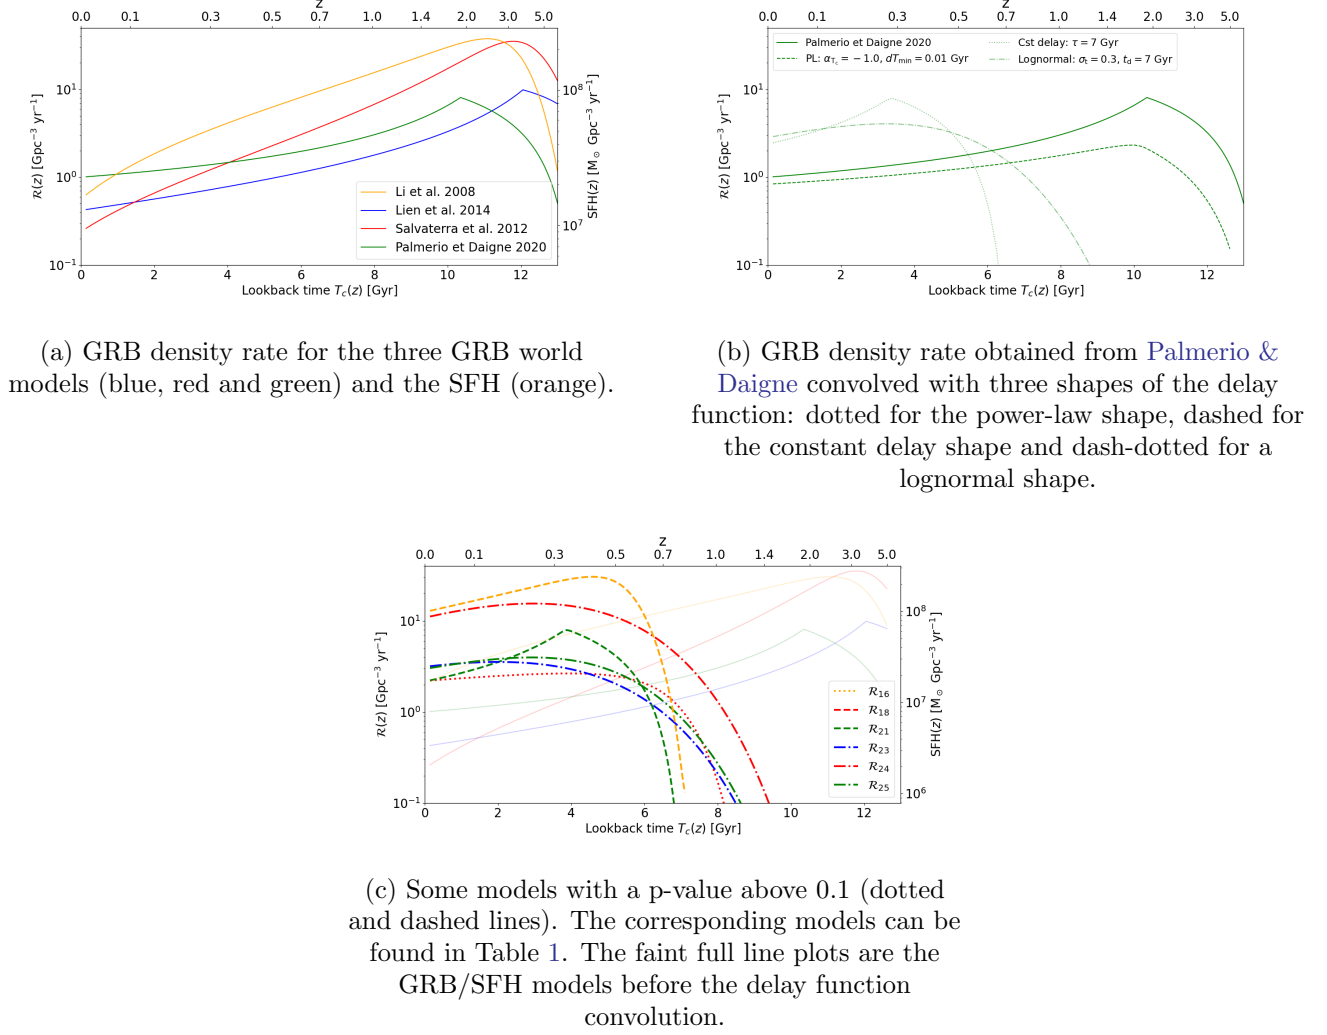 z
0.0 0.1 0.3 0.5 0.7 1.0 1.4 2.0 3.0 5.0
10¹
10⁰
10⁻¹
R(z) [Gpc⁻³ yr⁻¹]
10⁸
10⁷
SFH(z) [M⊙ Gpc⁻³ yr⁻¹]
Li et al. 2008
Lien et al. 2014
Salvaterra et al. 2012
Palmerio et Daigne 2020
0 2 4 6 8 10 12
Lookback time T_c(z) [Gyr]
(a) GRB density rate for the three GRB world
models (blue, red and green) and the SFH (orange).
z
0.0 0.1 0.3 0.5 0.7 1.0 1.4 2.0 3.0 5.0
Palmerio et Daigne 2020
PL: α_Tc = −1.0, dT_min = 0.01 Gyr
Cst delay: τ = 7 Gyr
Lognormal: σ_t = 0.3, t_d = 7 Gyr
10¹
10⁰
10⁻¹
R(z) [Gpc⁻³ yr⁻¹]
0 2 4 6 8 10 12
Lookback time T_c(z) [Gyr]
(b) GRB density rate obtained from Palmerio &
Daigne convolved with three shapes of the delay
function: dotted for the power-law shape, dashed for
the constant delay shape and dash-dotted for a
lognormal shape.
z
0.0 0.1 0.3 0.5 0.7 1.0 1.4 2.0 3.0 5.0
10¹
10⁰
10⁻¹
R(z) [Gpc⁻³ yr⁻¹]
10⁸
10⁷
10⁶
SFH(z) [M⊙ Gpc⁻³ yr⁻¹]
R₁₆
R₁₈
R₂₁
R₂₃
R₂₄
R₂₅
0 2 4 6 8 10 12
Lookback time T_c(z) [Gyr]
(c) Some models with a p-value above 0.1 (dotted
and dashed lines). The corresponding models can be
found in Table 1. The faint full line plots are the
GRB/SFH models before the delay function
convolution.